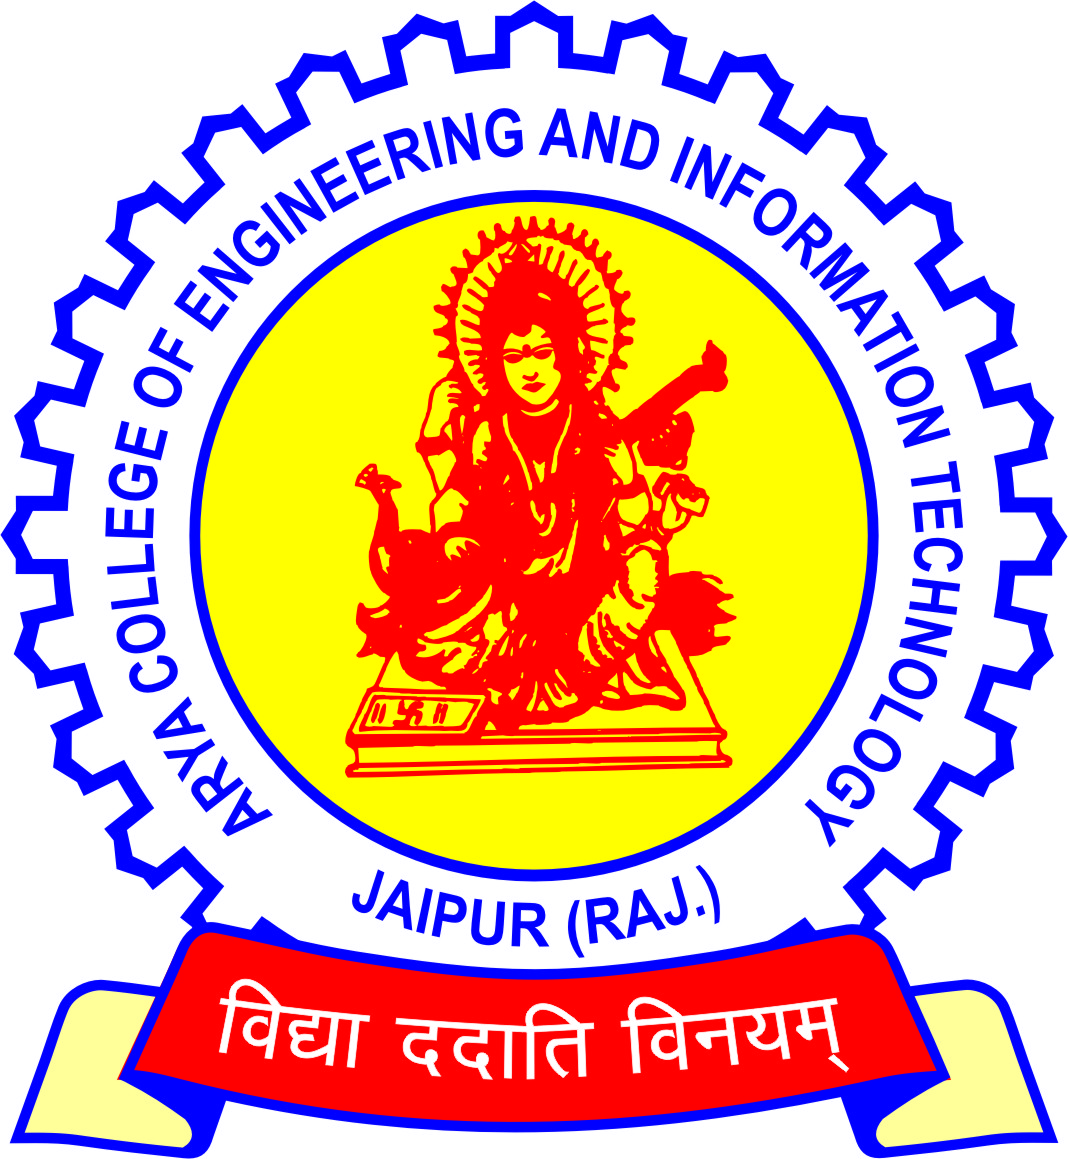 ARYA COLLEGE OF ENGINEERING AND INFORMATION TECHNOLOGY
JAIPUR (RAJ.)
विद्या ददाति विनयम्